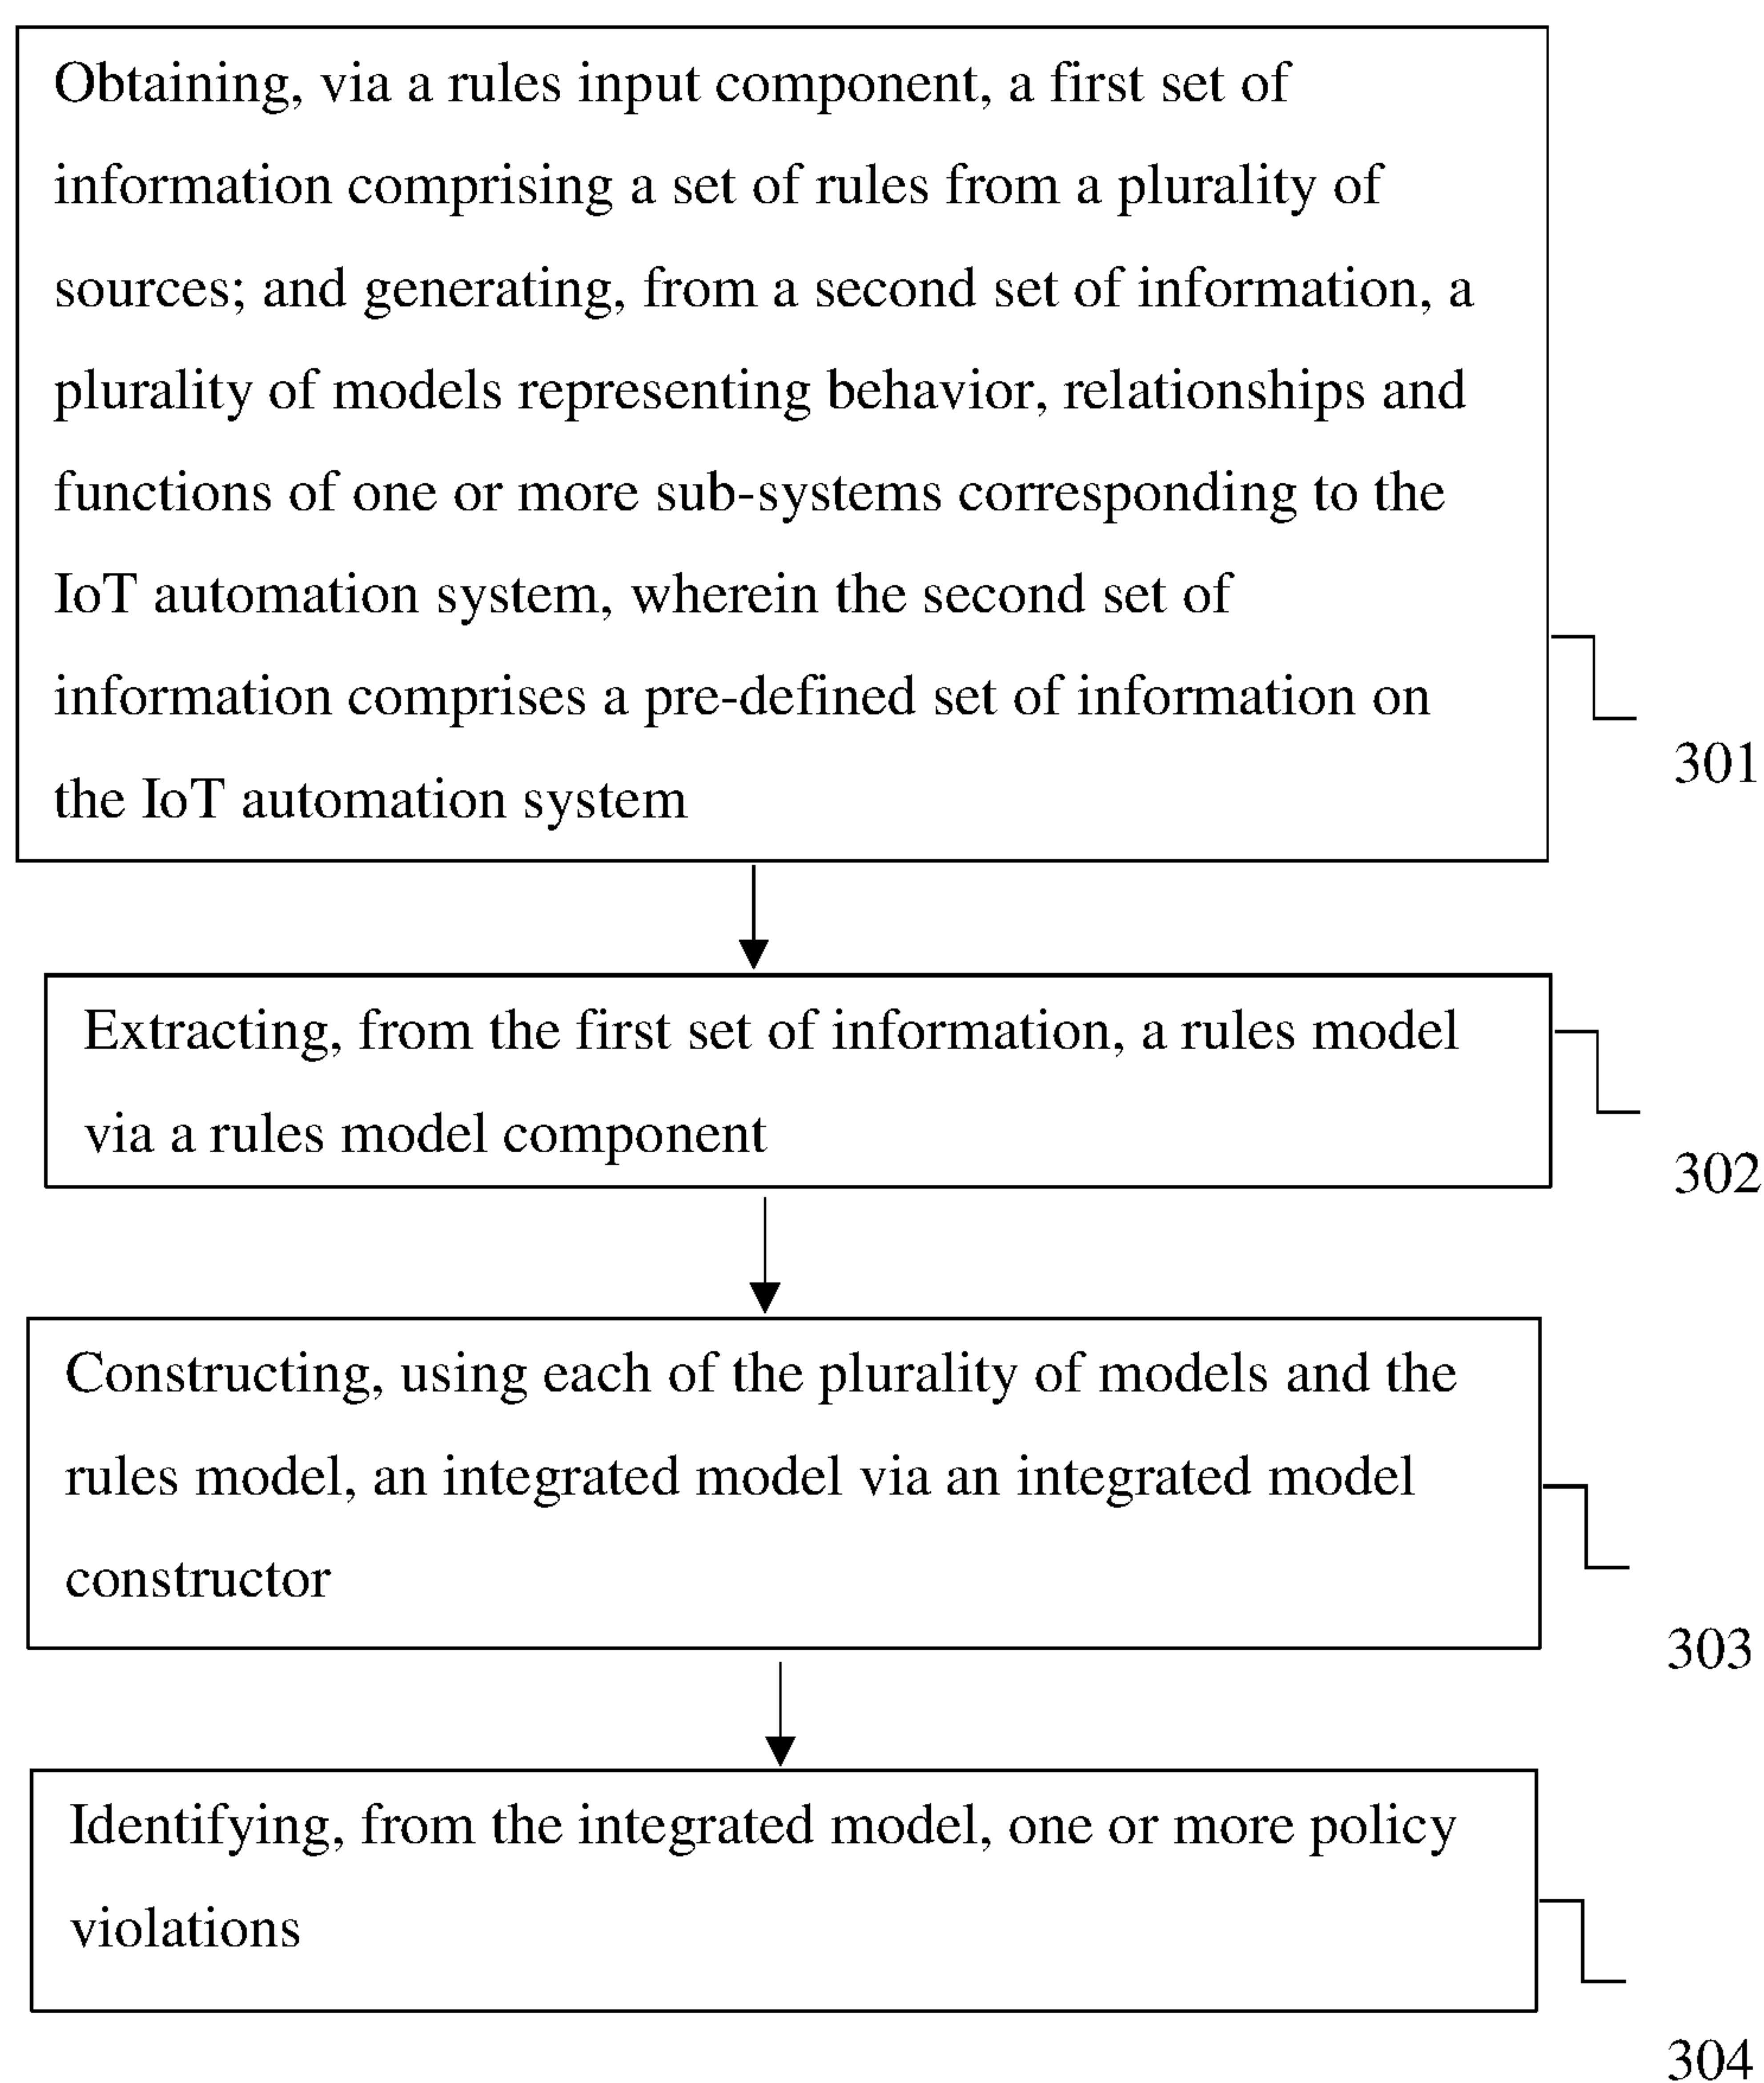 Obtaining, via a rules input component, a first set of
information comprising a set of rules from a plurality of
sources; and generating, from a second set of information, a
plurality of models representing behavior, relationships and
functions of one or more sub-systems corresponding to the
IoT automation system, wherein the second set of
information comprises a pre-defined set of information on
the IoT automation system
301
Extracting, from the first set of information, a rules model
via a rules model component
302
Constructing, using each of the plurality of models and the
rules model, an integrated model via an integrated model
constructor
303
Identifying, from the integrated model, one or more policy
violations
304